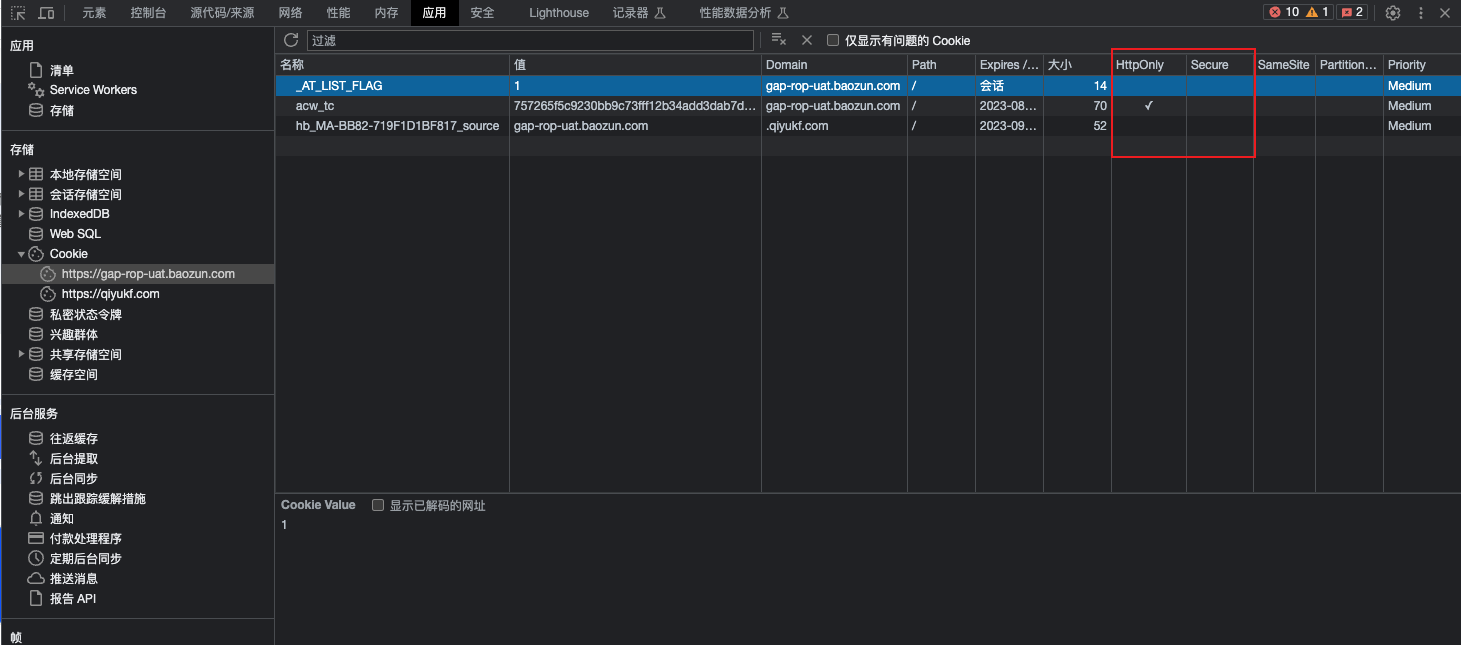 元素 控制台 源代码/来源 网络 性能 内存 应用 安全 Lighthouse 记录器 性能数据分析 10 1 2
应用
清单
Service Workers
存储
存储
本地存储空间
会话存储空间
IndexedDB
Web SQL
Cookie
https://gap-rop-uat.baozun.com
https://qiyukf.com
私密状态令牌
兴趣群体
共享存储空间
缓存空间
后台服务
往返缓存
后台提取
后台同步
跳出跟踪缓解措施
通知
付款处理程序
定期后台同步
推送消息
报告 API
帧
过滤 仅显示有问题的 Cookie
名称 值 Domain Path Expires /... 大小 HttpOnly Secure SameSite Partition... Priority
_AT_LIST_FLAG 1 gap-rop-uat.baozun.com / 会话 14 Medium
acw_tc 757265f5c9230bb9c73fff12b34add3dab7d... gap-rop-uat.baozun.com / 2023-08... 70 ✓ Medium
hb_MA-BB82-719F1D1BF817_source gap-rop-uat.baozun.com .qiyukf.com / 2023-09... 52 Medium
Cookie Value 显示已解码的网址
1